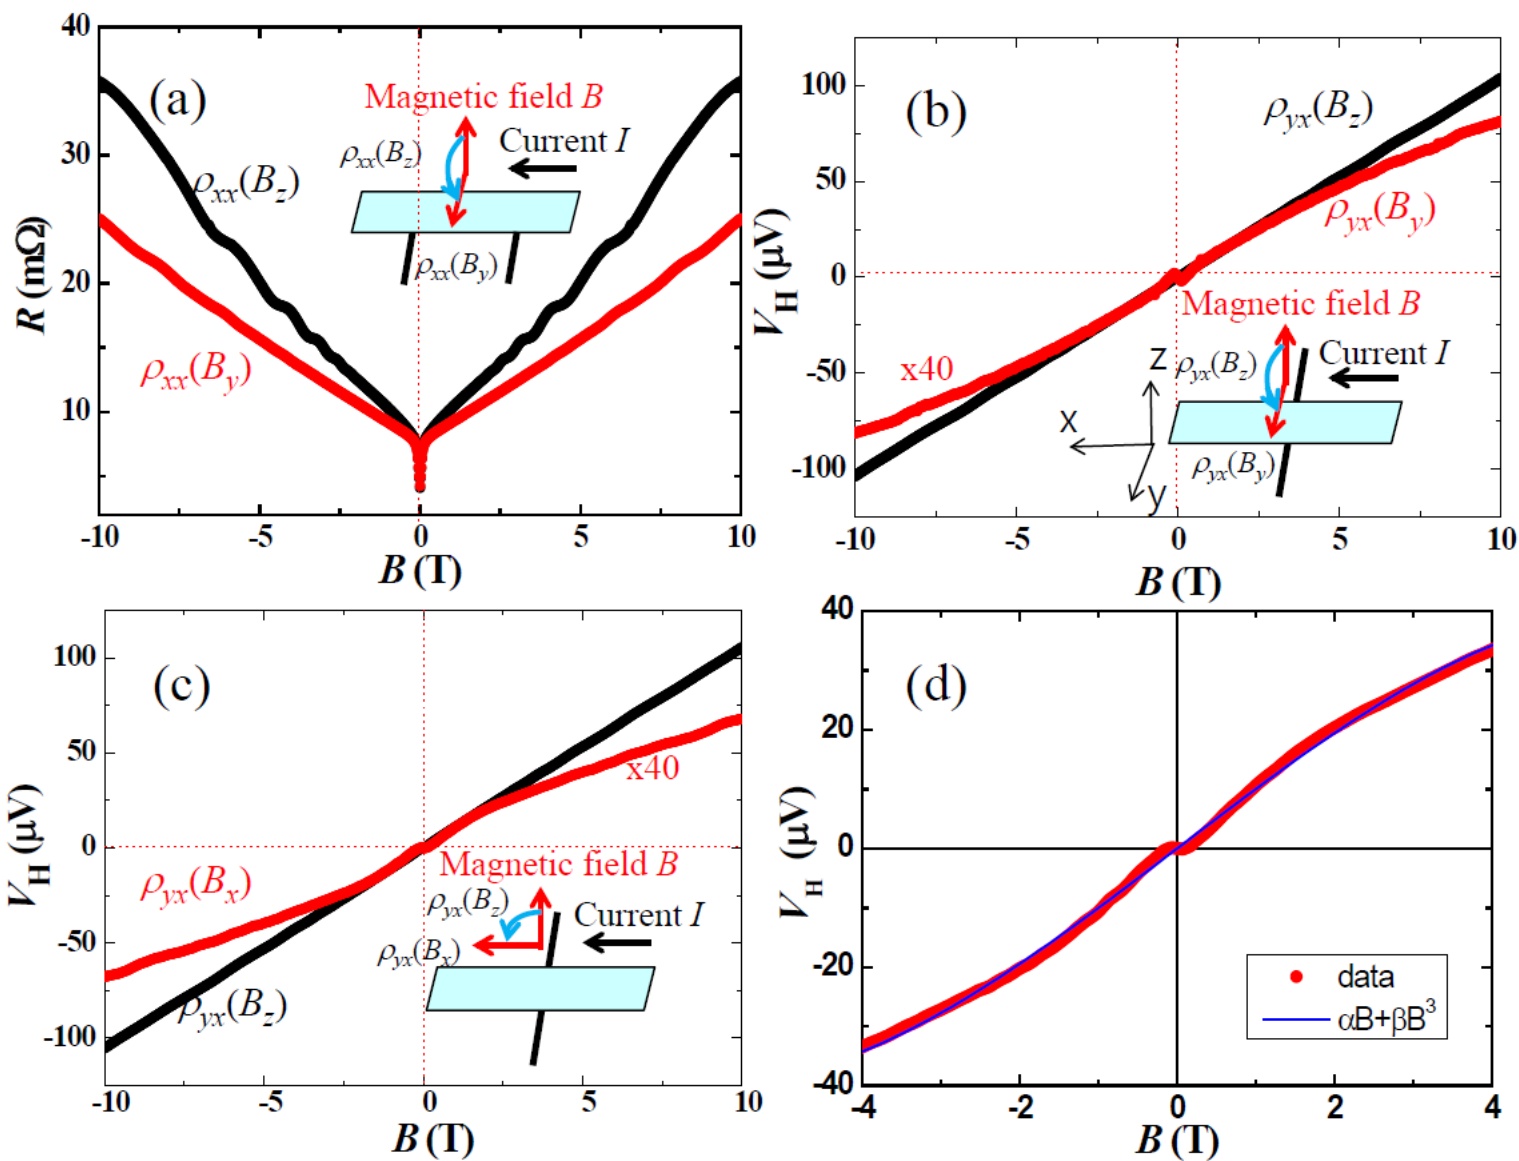 (a)
40
30
20
10
R (mΩ)
-10 -5 0 5 10
B (T)
Magnetic field B
Current I
ρxx(Bz)
ρxx(Bz)
ρxx(By)
ρxx(By)
(b)
100
50
0
-50
-100
VH (μV)
-10 -5 0 5 10
B (T)
ρyx(Bz)
ρyx(By)
Magnetic field B
x40
z
ρyx(Bz)
Current I
x
ρyx(By)
y
(c)
100
50
0
-50
-100
VH (μV)
-10 -5 0 5 10
B (T)
x40
ρyx(Bx)
Magnetic field B
ρyx(Bz)
Current I
ρyx(Bx)
ρyx(Bz)
(d)
40
20
0
-20
-40
VH (μV)
-4 -2 0 2 4
B (T)
data
αB+βB³